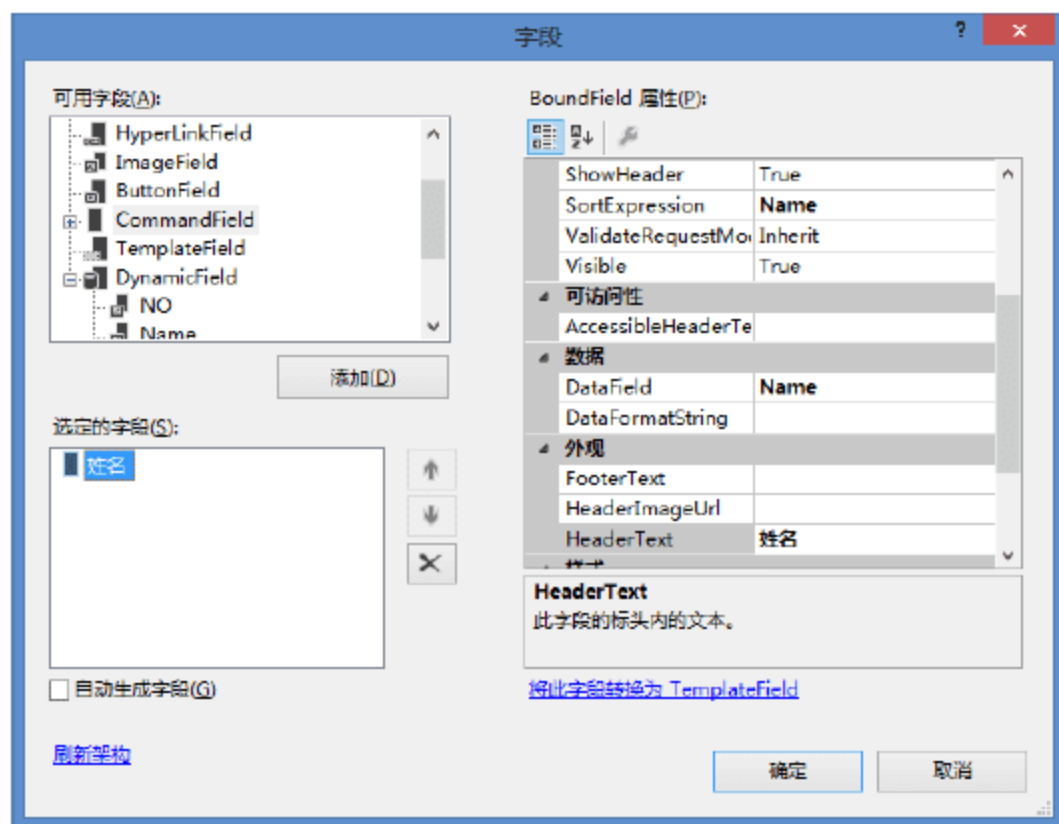 字段
?
可用字段(A):
HyperLinkField
ImageField
ButtonField
CommandField
TemplateField
DynamicField
NO
Name
添加(D)
选定的字段(S):
姓名
自动生成字段(G)
刷新架构
BoundField 属性(P):
ShowHeader True
SortExpression Name
ValidateRequestMo Inherit
Visible True
可访问性
AccessibleHeaderTe
数据
DataField Name
DataFormatString
外观
FooterText
HeaderImageUrl
HeaderText 姓名
样式
HeaderText
此字段的标头内的文本。
将此字段转换为 TemplateField
确定 取消